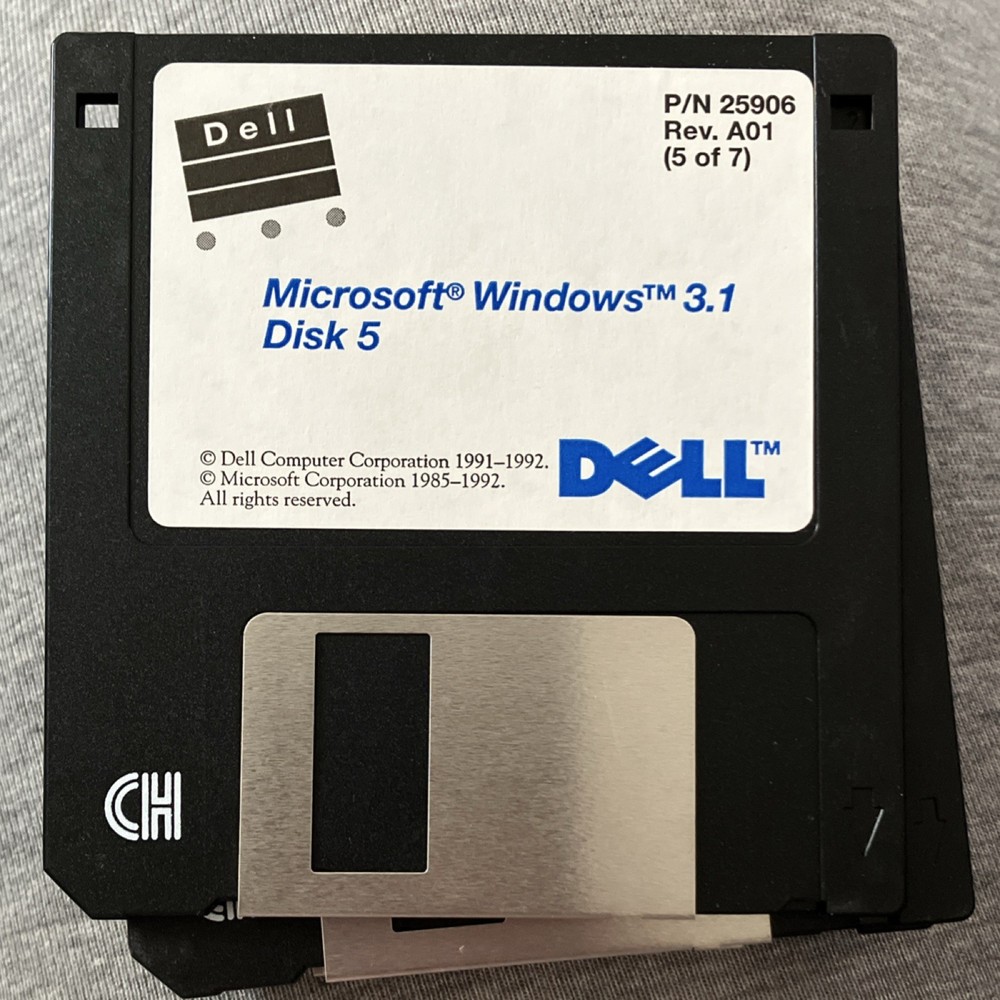 Dell
P/N 25906
Rev. A01
(5 of 7)
Microsoft® Windows™ 3.1
Disk 5
© Dell Computer Corporation 1991–1992.
© Microsoft Corporation 1985–1992.
All rights reserved.
DELL™
CH